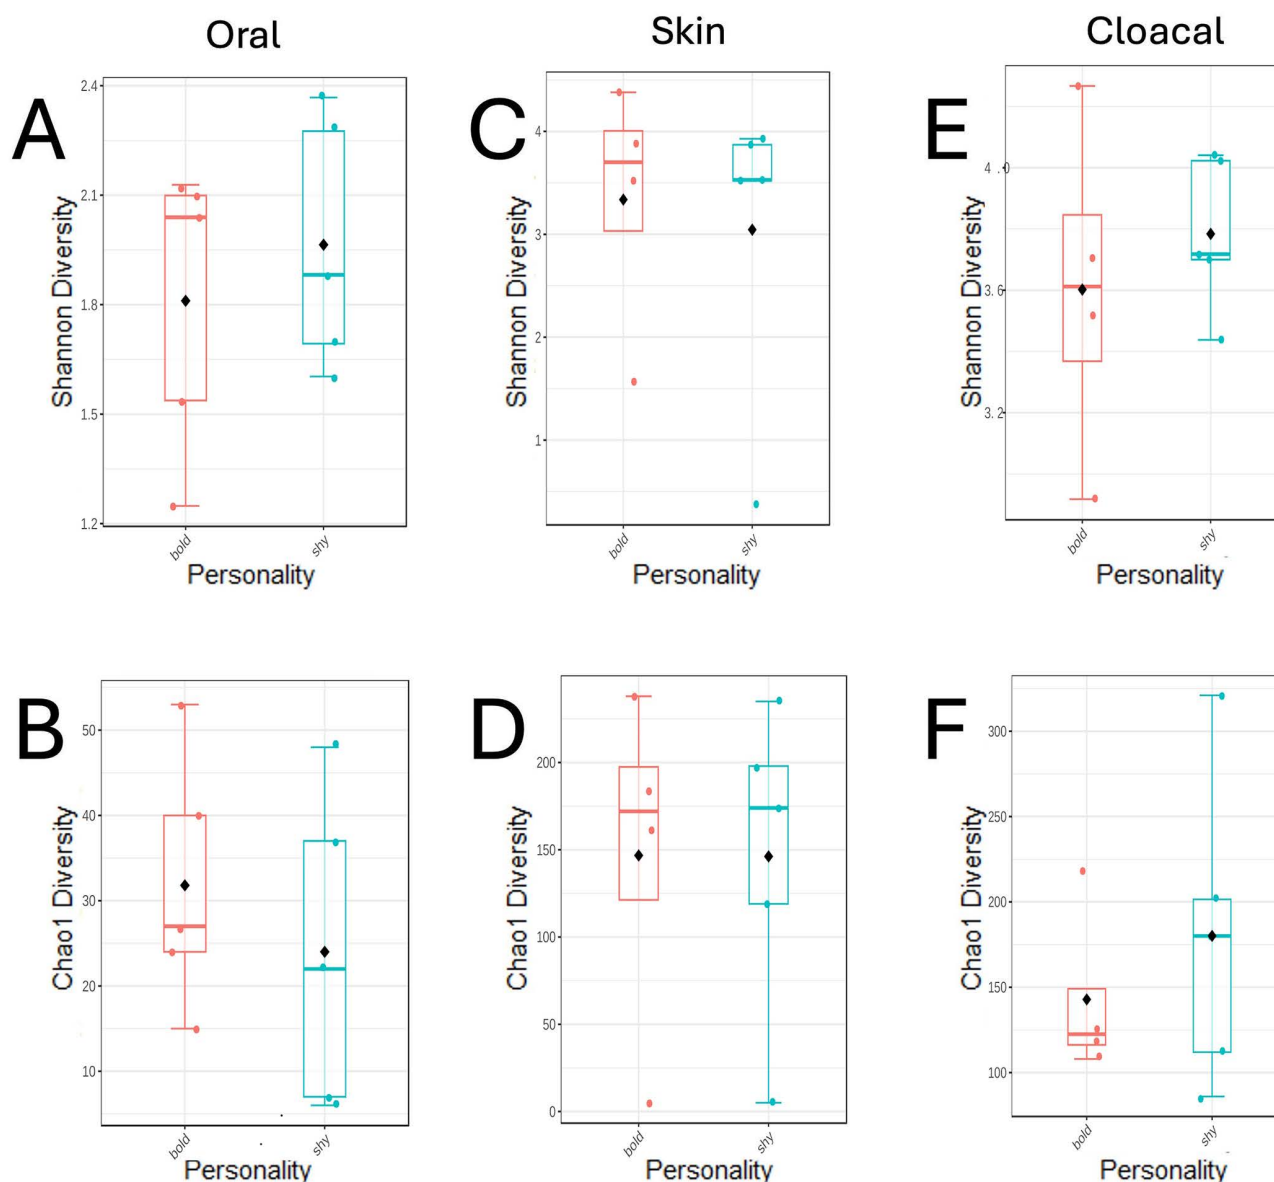 Oral
Skin
Cloacal
A
Shannon Diversity
2.4
2.1
1.8
1.5
1.2
bold
shy
Personality
C
Shannon Diversity
4
3
2
1
bold
shy
Personality
E
Shannon Diversity
4.0
3.6
3.2
bold
shy
Personality
B
Chao1 Diversity
50
40
30
20
10
bold
shy
Personality
D
Chao1 Diversity
200
150
100
50
0
bold
shy
Personality
F
Chao1 Diversity
300
250
200
150
100
bold
shy
Personality